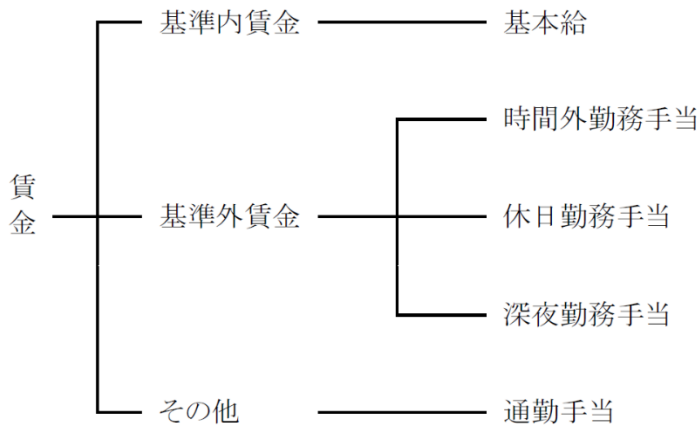 賃金
基準内賃金
基本給
基準外賃金
時間外勤務手当
休日勤務手当
深夜勤務手当
その他
通勤手当